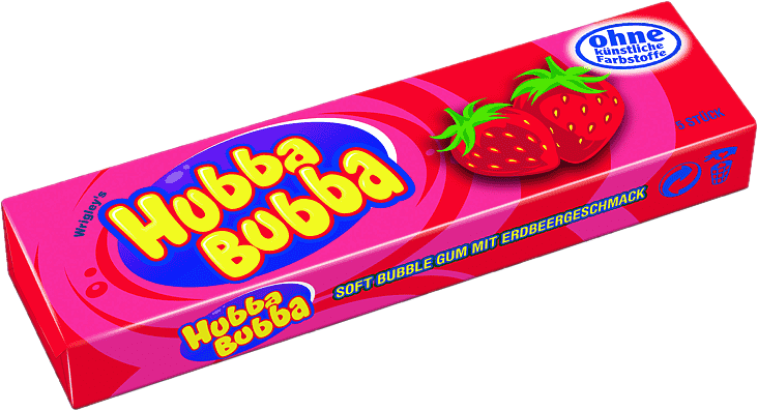 ohne
künstliche
Farbstoffe
Wrigley's
Hubba
Bubba
5 STÜCK
SOFT BUBBLE GUM MIT ERDBEERGESCHMACK
Hubba
Bubba